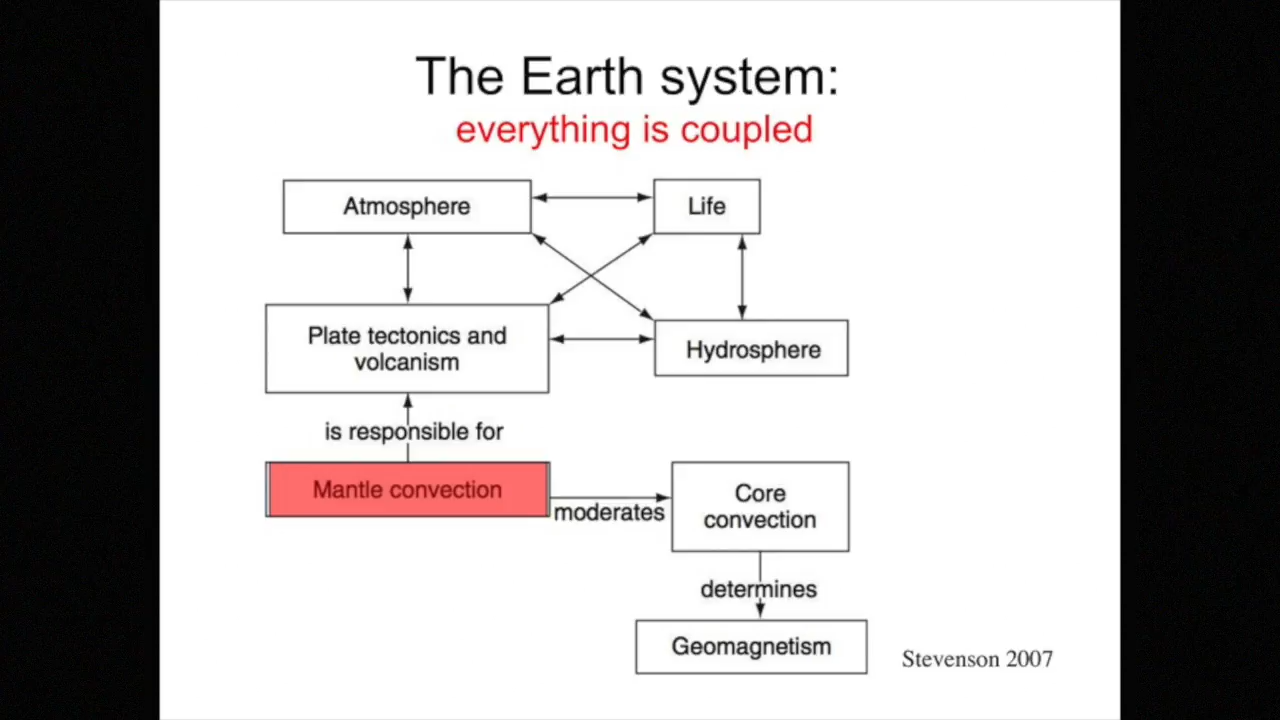 The Earth system:
everything is coupled
Atmosphere
Life
Plate tectonics and
volcanism
Hydrosphere
is responsible for
Mantle convection
moderates
Core
convection
determines
Geomagnetism
Stevenson 2007